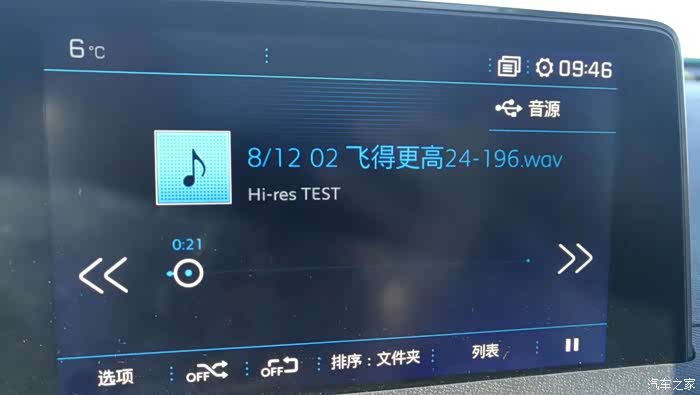 6°C
09:46
音源
8/12 02 飞得更高24-196.wav
Hi-res TEST
0:21
选项
OFF
OFF
排序：文件夹
列表
汽车之家